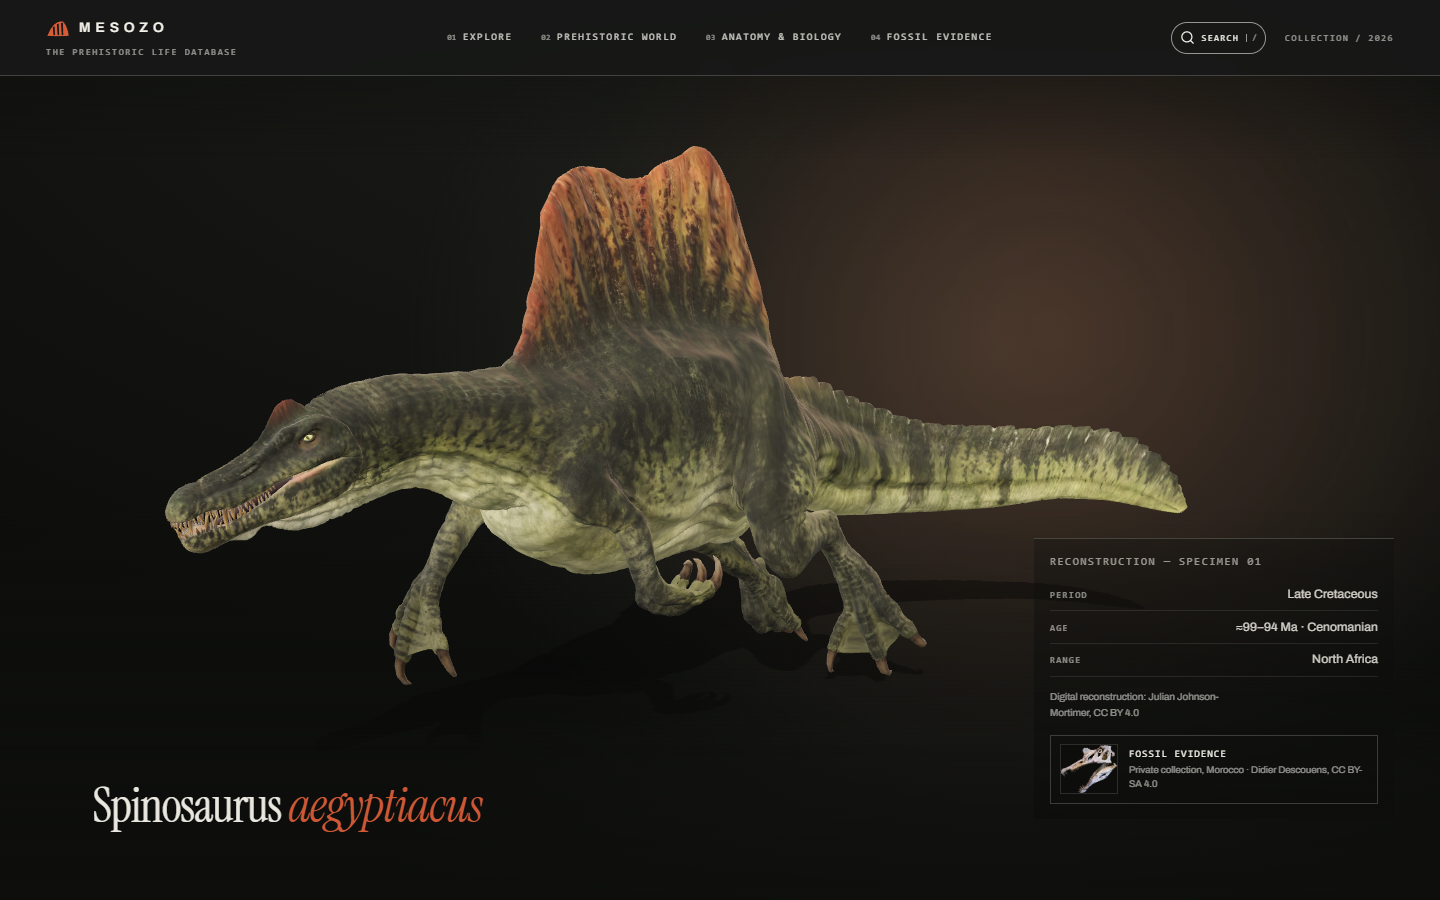 MESOZO
THE PREHISTORIC LIFE DATABASE
01 EXPLORE
02 PREHISTORIC WORLD
03 ANATOMY & BIOLOGY
04 FOSSIL EVIDENCE
SEARCH | /
COLLECTION / 2026
RECONSTRUCTION — SPECIMEN 01
PERIOD Late Cretaceous
AGE ≈99–94 Ma · Cenomanian
RANGE North Africa
Digital reconstruction: Julian Johnson-
Mortimer, CC BY 4.0
FOSSIL EVIDENCE
Private collection, Morocco · Didier Descouens, CC BY-
SA 4.0
Spinosaurus aegyptiacus